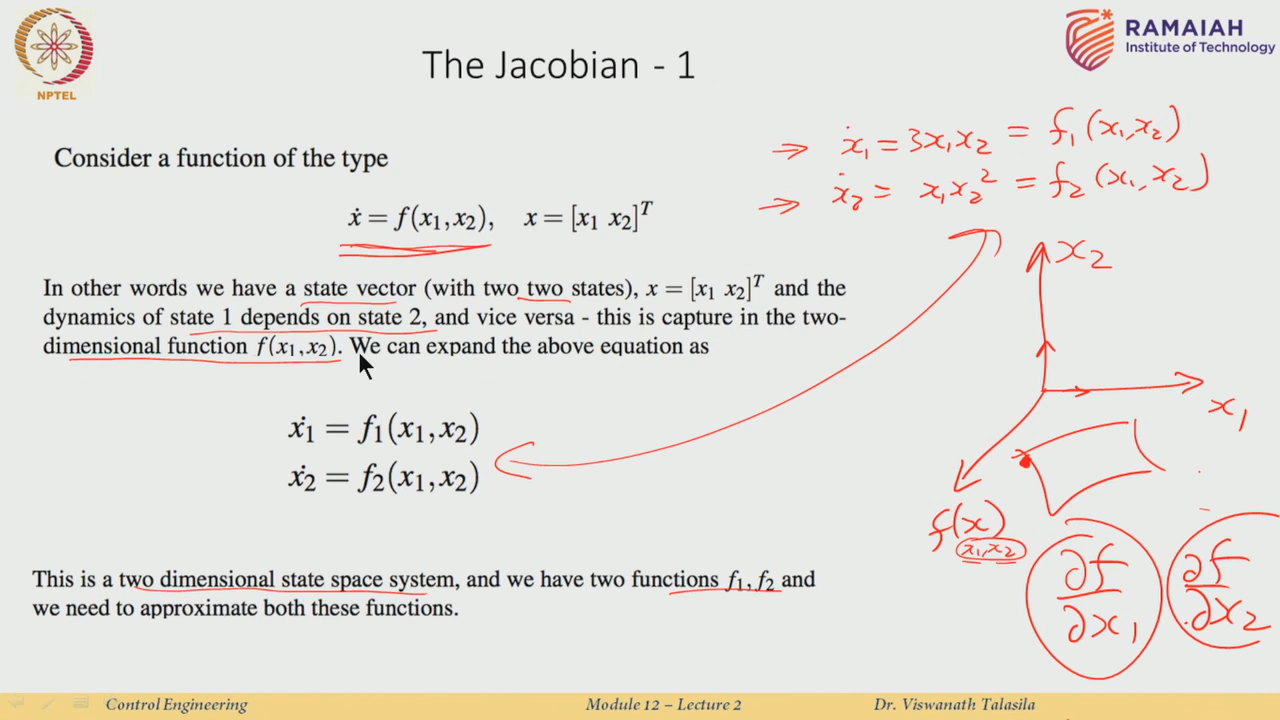 NPTEL
The Jacobian - 1
RAMAIAH
Institute of Technology
Consider a function of the type
ẋ = f(x₁,x₂), x = [x₁ x₂]ᵀ
ẋ₁ = 3x₁x₂ = f₁(x₁,x₂)
ẋ₂ = x₁x₂² = f₂(x₁,x₂)
In other words we have a state vector (with two two states), x = [x₁ x₂]ᵀ and the
dynamics of state 1 depends on state 2, and vice versa - this is capture in the two-
dimensional function f(x₁,x₂). We can expand the above equation as
ẋ₁ = f₁(x₁,x₂)
ẋ₂ = f₂(x₁,x₂)
x₂
x₁
f(x)
x₁,x₂
∂f/∂x₁ ∂f/∂x₂
This is a two dimensional state space system, and we have two functions f₁, f₂ and
we need to approximate both these functions.
Control Engineering Module 12 – Lecture 2 Dr. Viswanath Talasila